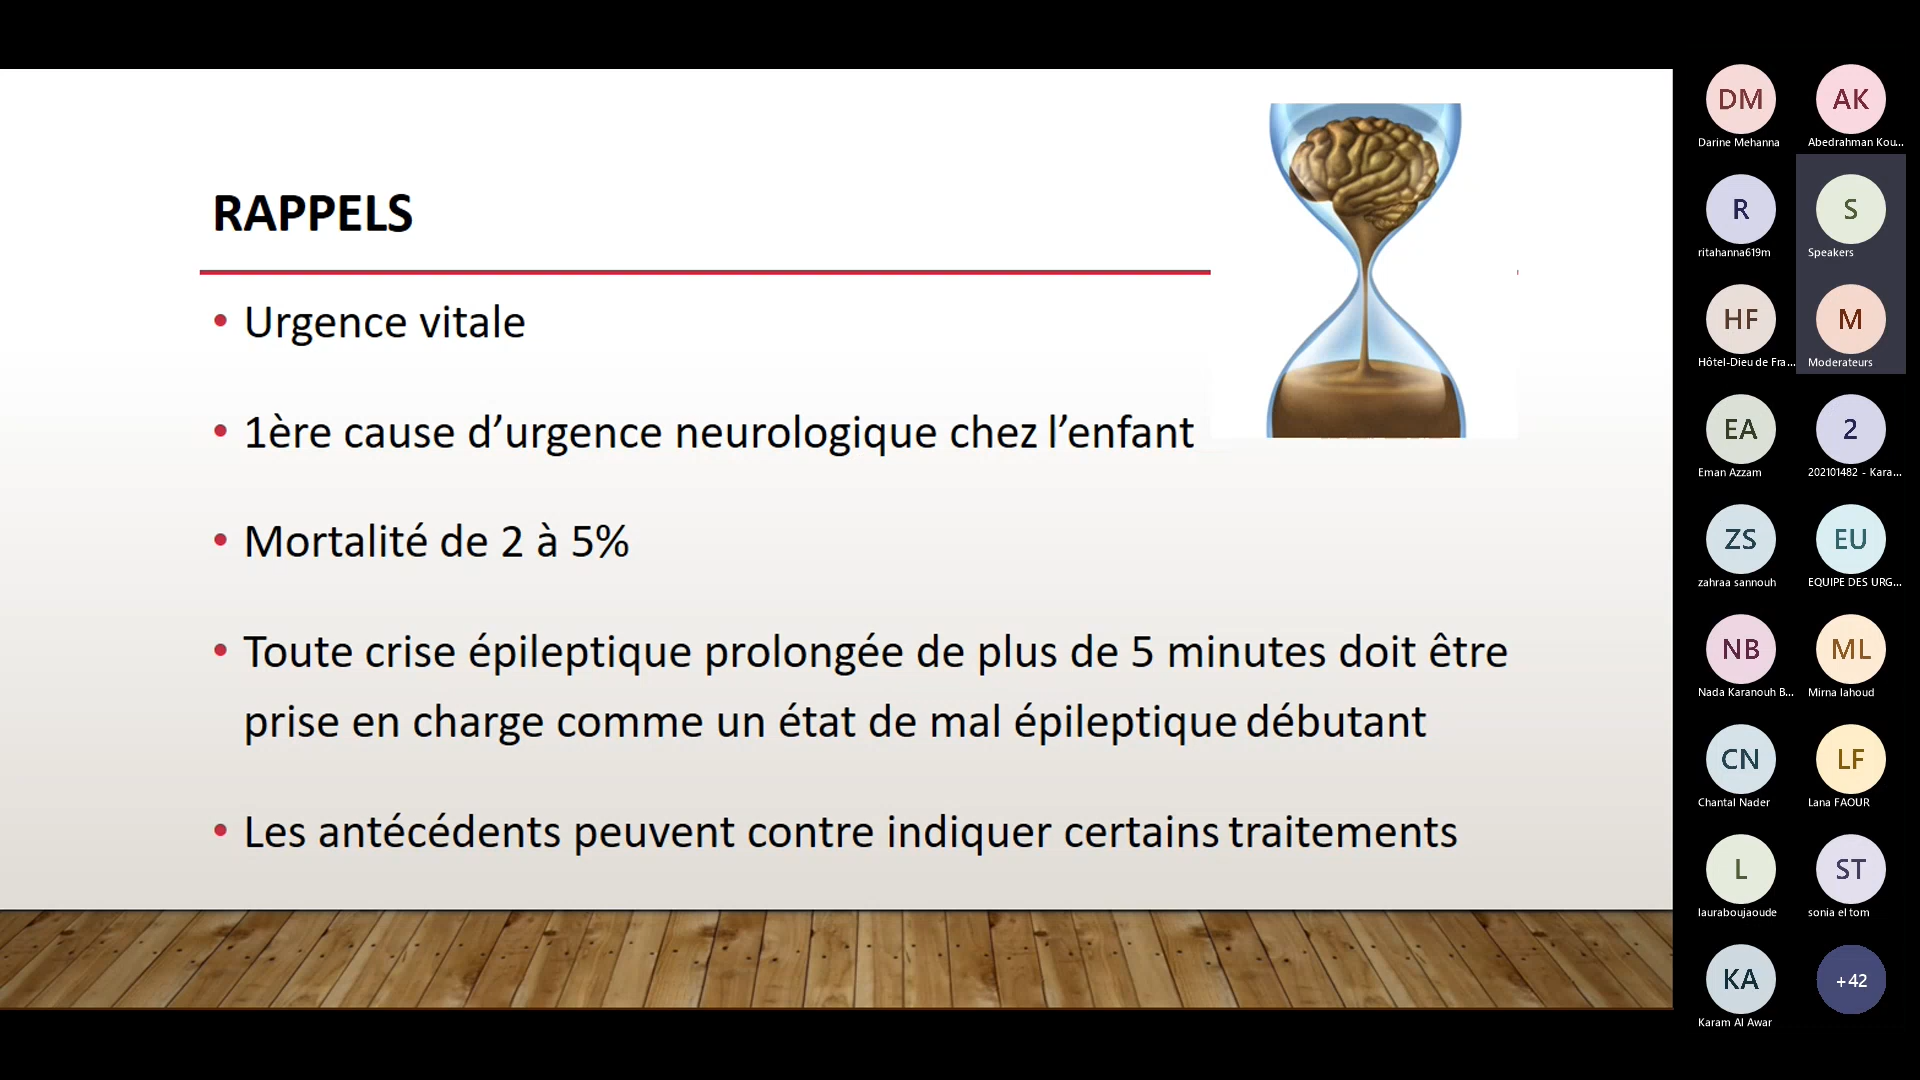 RAPPELS
• Urgence vitale
• 1ère cause d’urgence neurologique chez l’enfant
• Mortalité de 2 à 5%
• Toute crise épileptique prolongée de plus de 5 minutes doit être
prise en charge comme un état de mal épileptique débutant
• Les antécédents peuvent contre indiquer certains traitements
DM
Darine Mehanna
AK
Abedrahman Kou...
R
ritahanna619m
S
Speakers
HF
Hôtel-Dieu de Fra...
M
Moderateurs
EA
Eman Azzam
2
202101482 - Kara...
ZS
zahraa sannouh
EU
EQUIPE DES URG...
NB
Nada Karanouh B...
ML
Mirna lahoud
CN
Chantal Nader
LF
Lana FAOUR
L
lauraboujaoude
ST
sonia el tom
KA
Karam Al Awar
+42